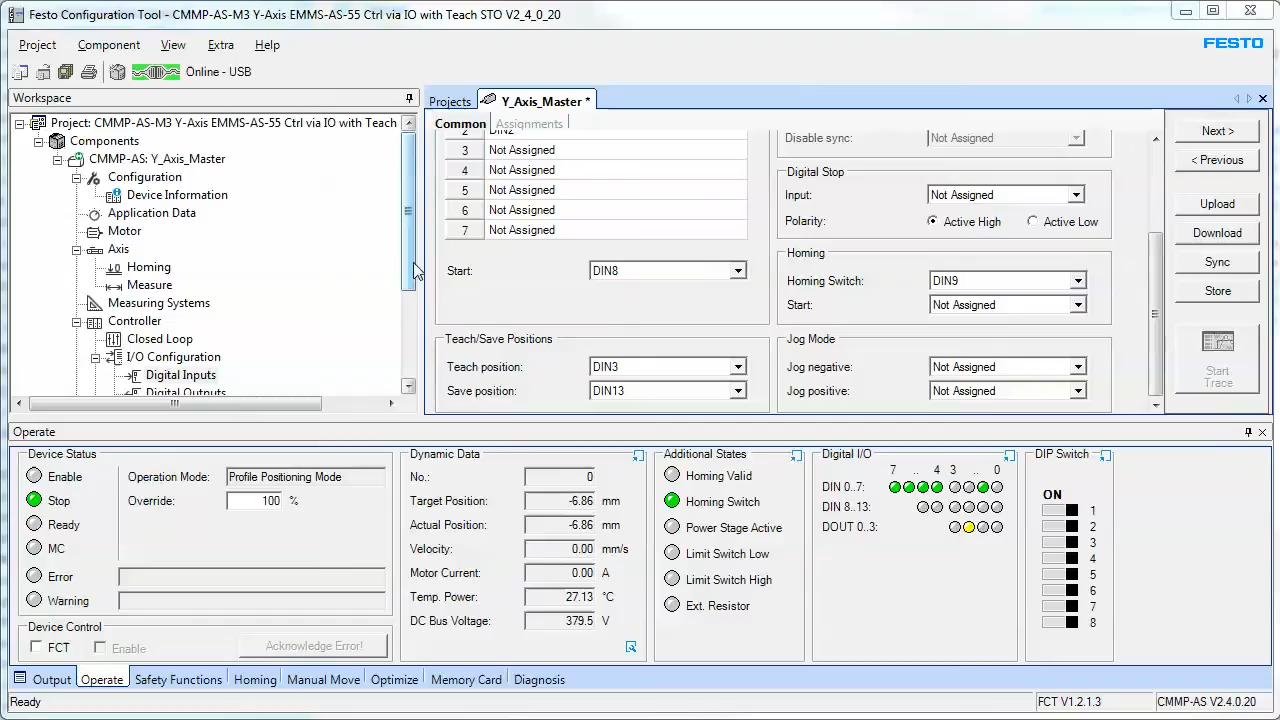 Festo Configuration Tool - CMMP-AS-M3 Y-Axis EMMS-AS-55 Ctrl via IO with Teach STO V2_4_0_20
Project Component View Extra Help FESTO
Online - USB
Workspace
Projects Y_Axis_Master *
Common Assignments
Project: CMMP-AS-M3 Y-Axis EMMS-AS-55 Ctrl via IO with Teach
Components
CMMP-AS: Y_Axis_Master
Configuration
Device Information
Application Data
Motor
Axis
Homing
Measure
Measuring Systems
Controller
Closed Loop
I/O Configuration
Digital Inputs
Digital Outputs
2 DIN2
3 Not Assigned
4 Not Assigned
5 Not Assigned
6 Not Assigned
7 Not Assigned
Start: DIN8
Teach/Save Positions
Teach position: DIN3
Save position: DIN13
Disable sync: Not Assigned
Digital Stop
Input: Not Assigned
Polarity: Active High Active Low
Homing
Homing Switch: DIN9
Start: Not Assigned
Jog Mode
Jog negative: Not Assigned
Jog positive: Not Assigned
Next >
< Previous
Upload
Download
Sync
Store
Start
Trace
Operate
Device Status
Enable
Stop
Ready
MC
Error
Warning
Operation Mode: Profile Positioning Mode
Override: 100 %
Device Control
FCT Enable Acknowledge Error!
Dynamic Data
No.: 0
Target Position: -6.86 mm
Actual Position: -6.86 mm
Velocity: 0.00 mm/s
Motor Current: 0.00 A
Temp. Power: 27.13 °C
DC Bus Voltage: 379.5 V
Additional States
Homing Valid
Homing Switch
Power Stage Active
Limit Switch Low
Limit Switch High
Ext. Resistor
Digital I/O
7 .. 4 3 .. 0
DIN 0..7:
DIN 8..13:
DOUT 0..3:
DIP Switch
ON
1
2
3
4
5
6
7
8
Output Operate Safety Functions Homing Manual Move Optimize Memory Card Diagnosis
Ready FCT V1.2.1.3 CMMP-AS V2.4.0.20